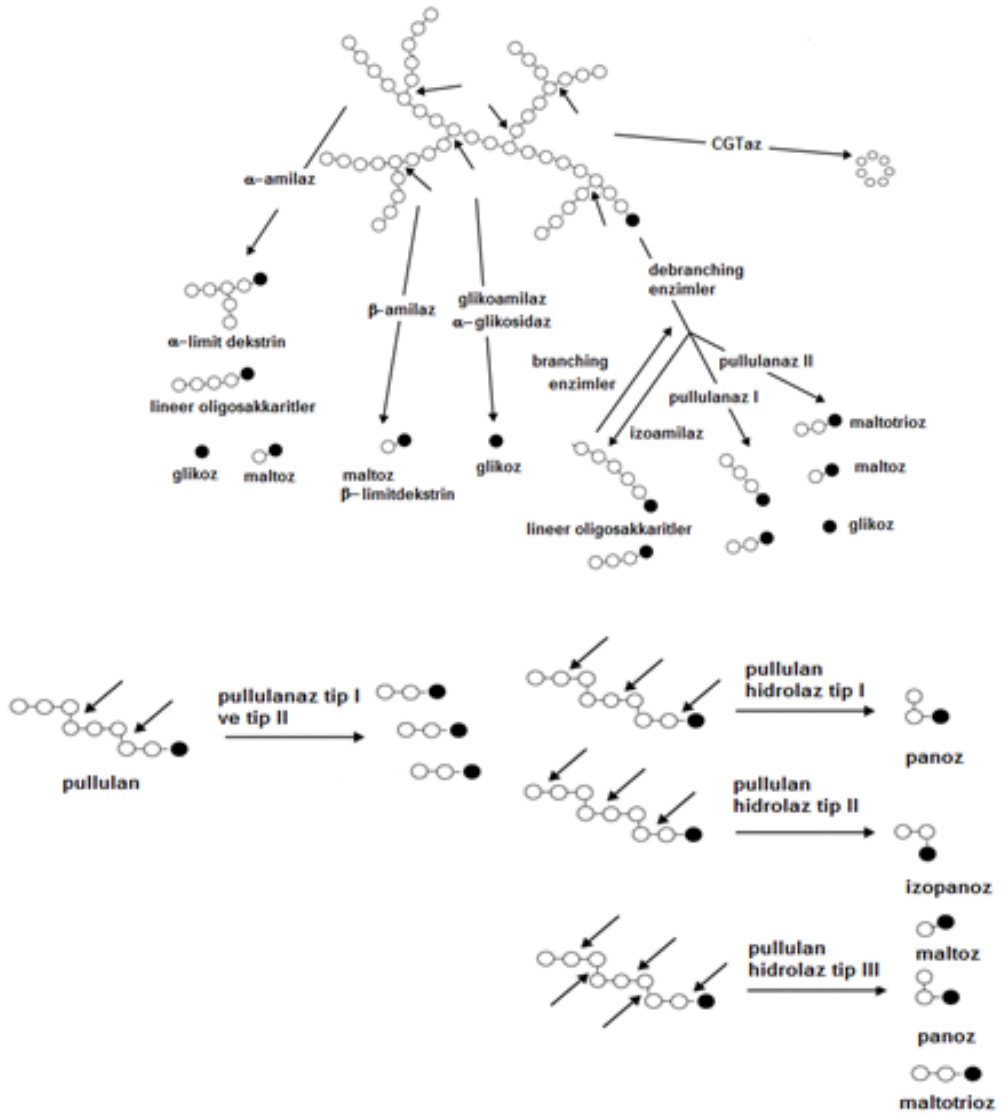 CGTaz
α-amilaz
debranching
enzimler
β-amilaz
glikoamilaz
α-glikosidaz
α-limit dekstrin
branching
enzimler
pullulanaz II
pullulanaz I
lineer oligosakkaritler
izoamilaz
maltotrioz
glikoz
maltoz
maltoz
β-limitdekstrin
glikoz
maltoz
lineer oligosakkaritler
glikoz
pullulan
pullulanaz tip I
ve tip II
pullulan
hidrolaz tip I
panoz
pullulan
hidrolaz tip II
izopanoz
pullulan
hidrolaz tip III
maltoz
panoz
maltotrioz